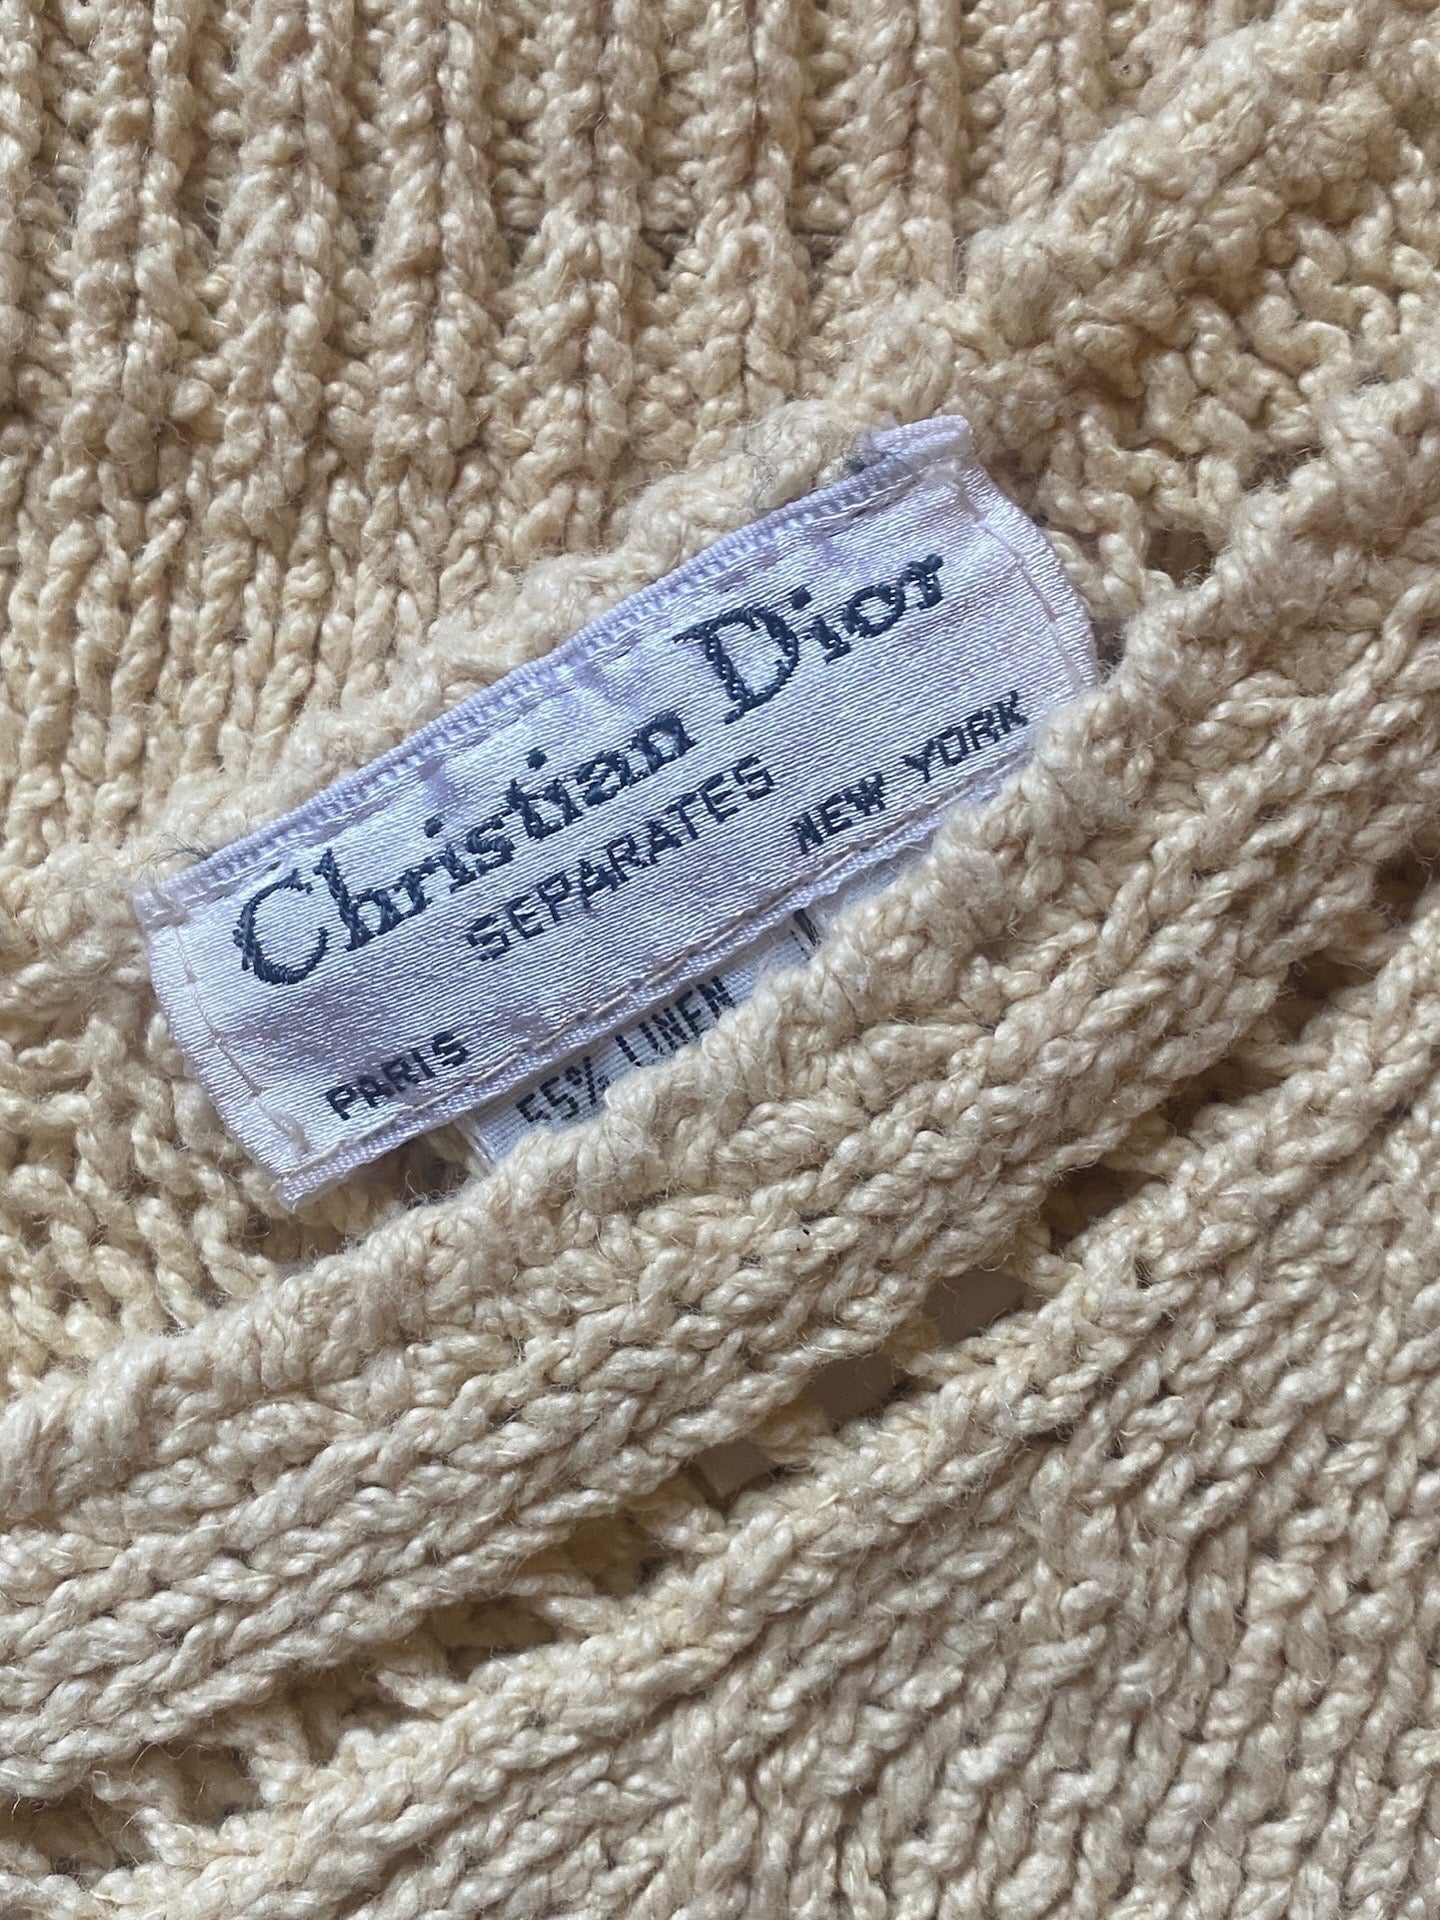 Christian Dior
SEPARATES
PARIS NEW YORK
55% LINEN